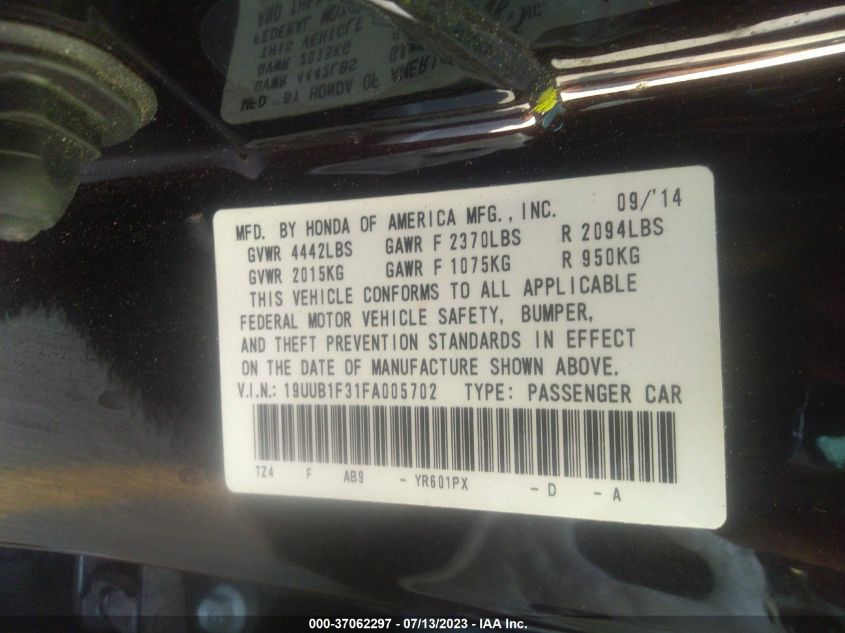 MFD. BY HONDA OF AMERICA MFG., INC. 09/'14
GVWR 4442LBS GAWR F 2370LBS R 2094LBS
GVWR 2015KG GAWR F 1075KG R 950KG
THIS VEHICLE CONFORMS TO ALL APPLICABLE
FEDERAL MOTOR VEHICLE SAFETY, BUMPER,
AND THEFT PREVENTION STANDARDS IN EFFECT
ON THE DATE OF MANUFACTURE SHOWN ABOVE.
V.I.N.: 19UUB1F31FA005702 TYPE: PASSENGER CAR
TZ4 F AB9 - YR601PX - D - A
000-37062297 - 07/13/2023 - IAA Inc.